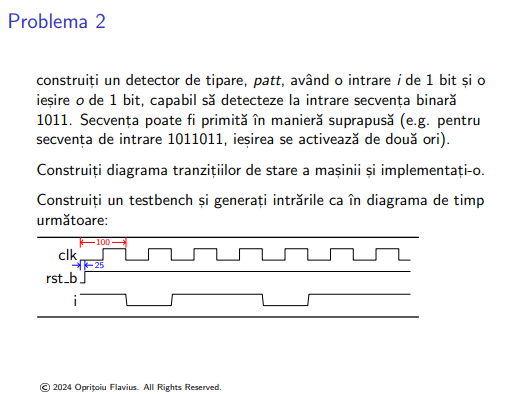 Problema 2
construiți un detector de tipare, patt, având o intrare i de 1 bit și o
ieșire o de 1 bit, capabil să detecteze la intrare secvența binară
1011. Secvența poate fi primită în manieră suprapusă (e.g. pentru
secvența de intrare 1011011, ieșirea se activează de două ori).
Construiți diagrama tranzițiilor de stare a mașinii și implementați-o.
Construiți un testbench și generați intrările ca în diagrama de timp
următoare:
100
clk
25
rst_b
i
© 2024 Oprițoiu Flavius. All Rights Reserved.